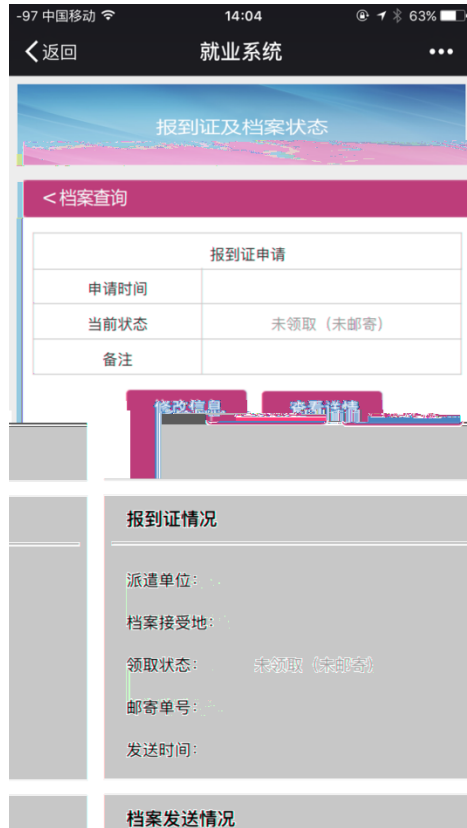 -97 中国移动 14:04 63%
返回 就业系统
报到证及档案状态
<档案查询
报到证申请
申请时间
当前状态 未领取（未邮寄）
备注
修改信息 查看详情
报到证情况
派遣单位:
档案接受地:
领取状态: 未领取（未邮寄）
邮寄单号:
发送时间:
档案发送情况